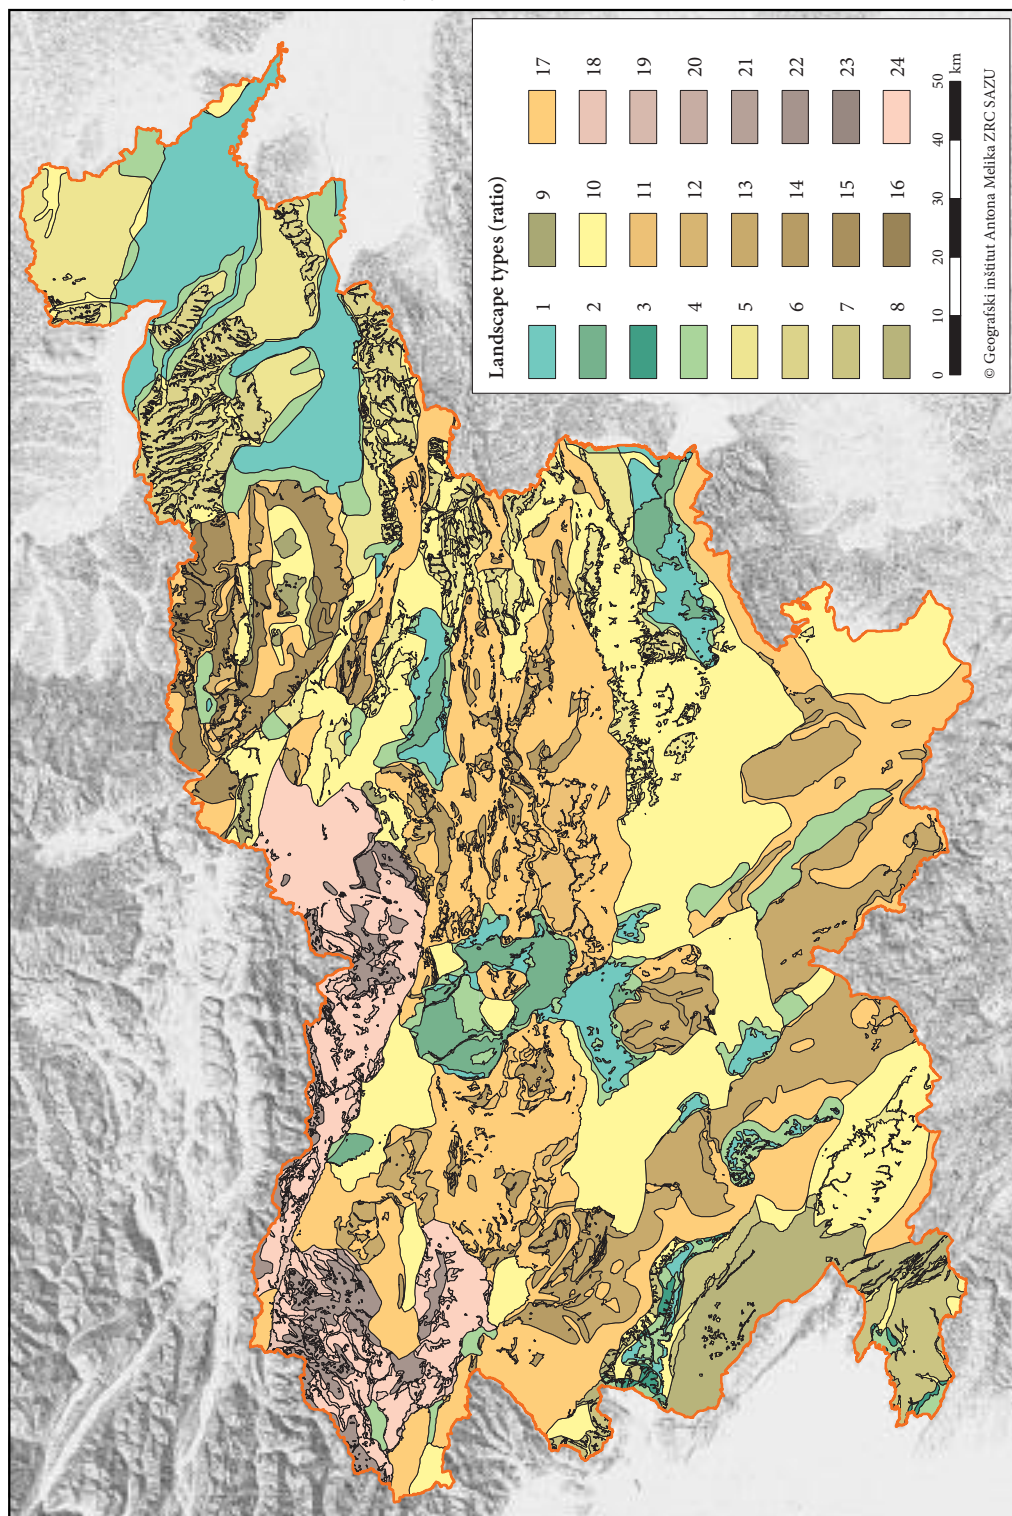 Landscape types (ratio)
1 9 17
2 10 18
3 11 19
4 12 20
5 13 21
6 14 22
7 15 23
8 16 24
0 10 20 30 40 50
km
© Geografski inštitut Antona Melika ZRC SAZU